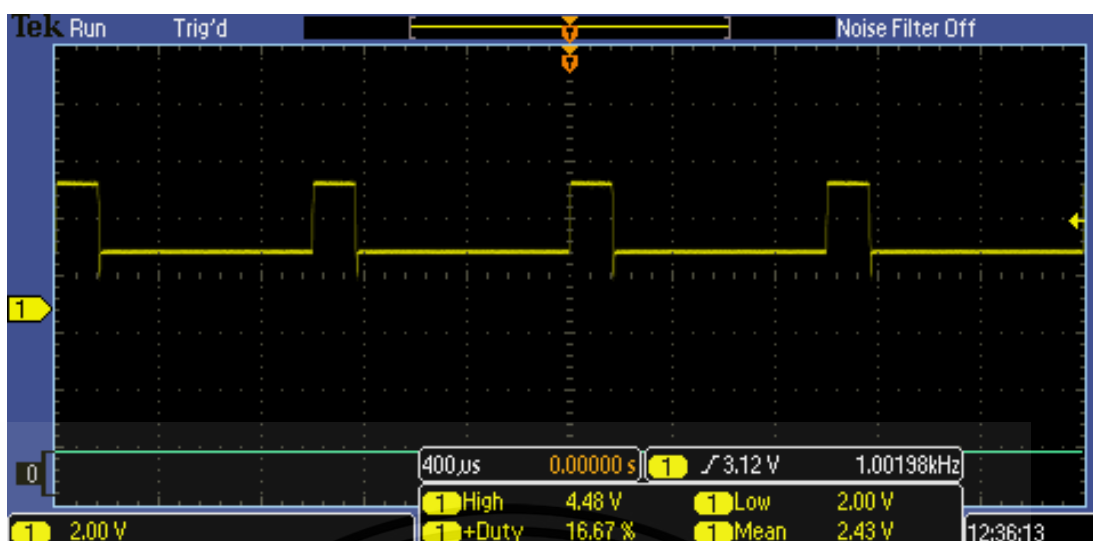 Tek Run Trig'd Noise Filter Off
T
T
1
0
400µs 0.00000 s 1 3.12 V 1.00198kHz
1 High 4.48 V 1 Low 2.00 V
1 2.00 V 1 +Duty 16.67 % 1 Mean 2.43 V 12:36:13